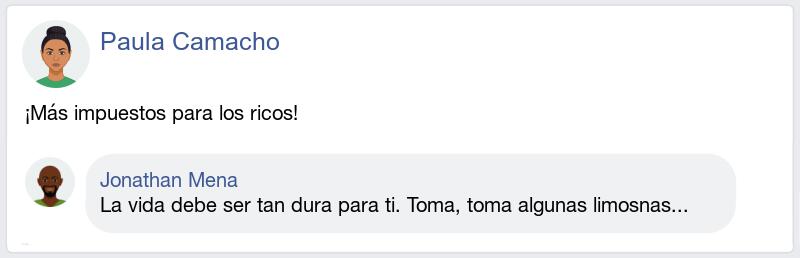 Paula Camacho
¡Más impuestos para los ricos!
Jonathan Mena
La vida debe ser tan dura para ti. Toma, toma algunas limosnas...